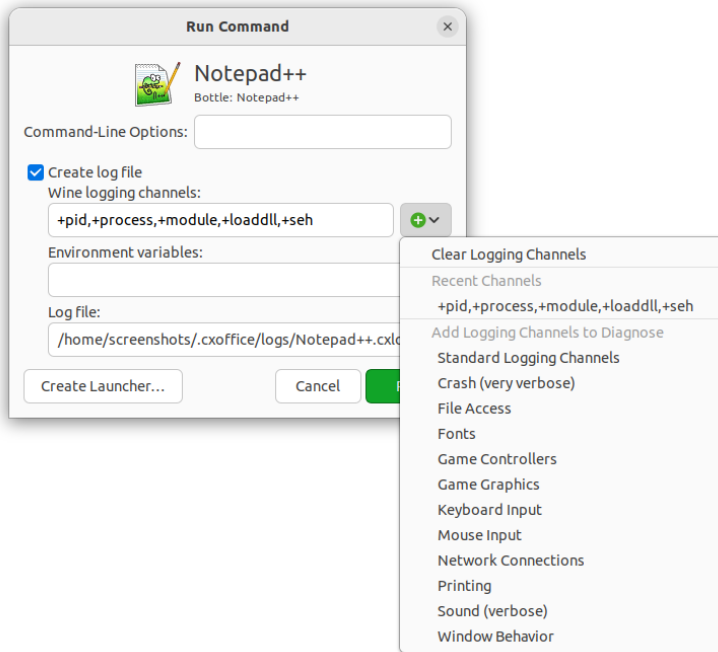 Run Command
Notepad++
Bottle: Notepad++
Command-Line Options:
Create log file
Wine logging channels:
+pid,+process,+module,+loaddll,+seh
Environment variables:
Log file:
/home/screenshots/.cxoffice/logs/Notepad++.cxlo
Create Launcher...
Cancel
Clear Logging Channels
Recent Channels
+pid,+process,+module,+loaddll,+seh
Add Logging Channels to Diagnose
Standard Logging Channels
Crash (very verbose)
File Access
Fonts
Game Controllers
Game Graphics
Keyboard Input
Mouse Input
Network Connections
Printing
Sound (verbose)
Window Behavior